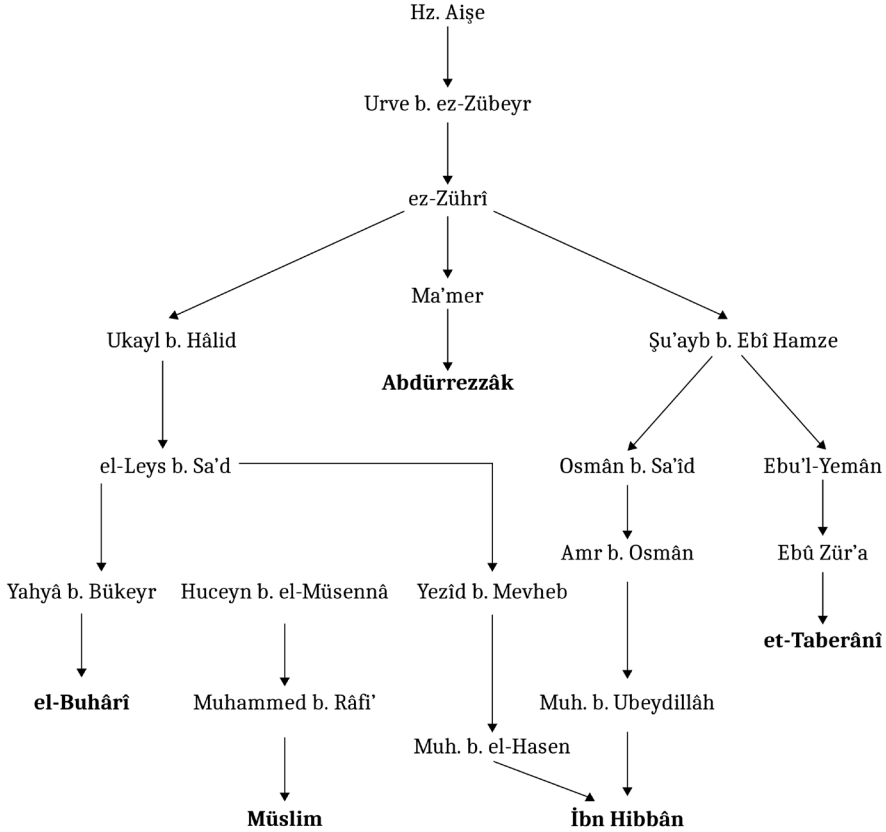 Hz. Aişe
Urve b. ez-Zübeyr
ez-Zührî
Ma’mer
Ukayl b. Hâlid
Şu’ayb b. Ebî Hamze
Abdürrezzâk
el-Leys b. Sa’d
Osmân b. Sa’îd
Ebu’l-Yemân
Amr b. Osmân
Ebû Zür’a
Yahyâ b. Bükeyr
Huceyn b. el-Müsennâ
Yezîd b. Mevheb
et-Taberânî
el-Buhârî
Muhammed b. Râfi’
Muh. b. Ubeydillâh
Muh. b. el-Hasen
Müslim
İbn Hibbân